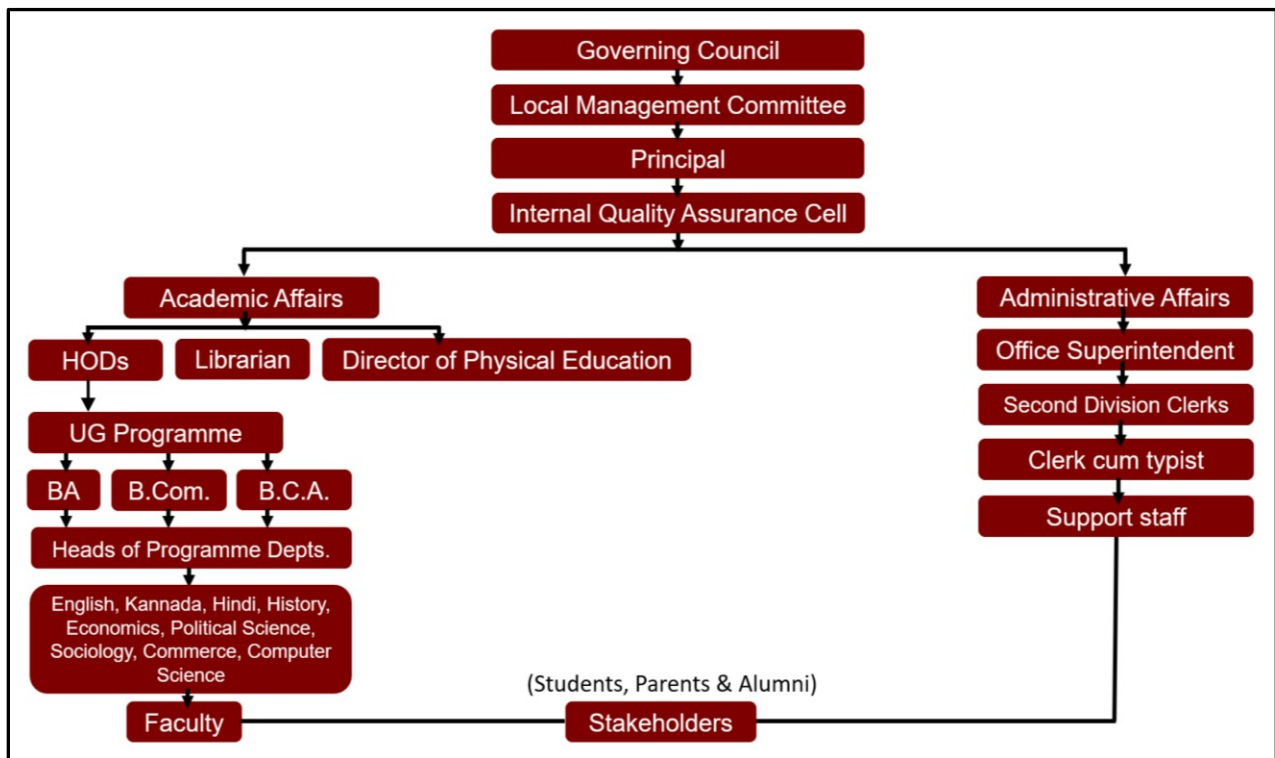 Governing Council
Local Management Committee
Principal
Internal Quality Assurance Cell
Academic Affairs
Administrative Affairs
HODs
Librarian
Director of Physical Education
Office Superintendent
UG Programme
Second Division Clerks
BA
B.Com.
B.C.A.
Clerk cum typist
Heads of Programme Depts.
Support staff
English, Kannada, Hindi, History,
Economics, Political Science,
Sociology, Commerce, Computer
Science
(Students, Parents & Alumni)
Faculty
Stakeholders